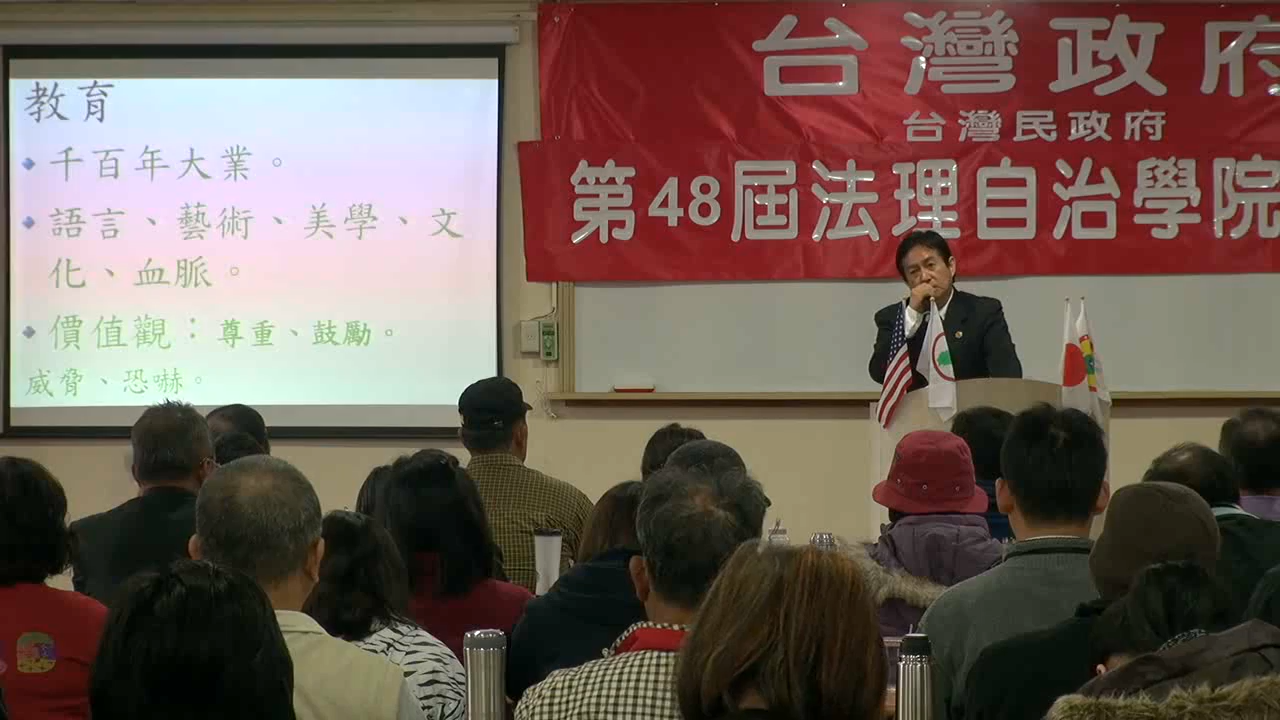 教育
千百年大業。
語言、藝術、美學、文
化、血脈。
價值觀：尊重、鼓勵。
威脅、恐嚇。
台灣政府
台灣民政府
第48屆法理自治學院